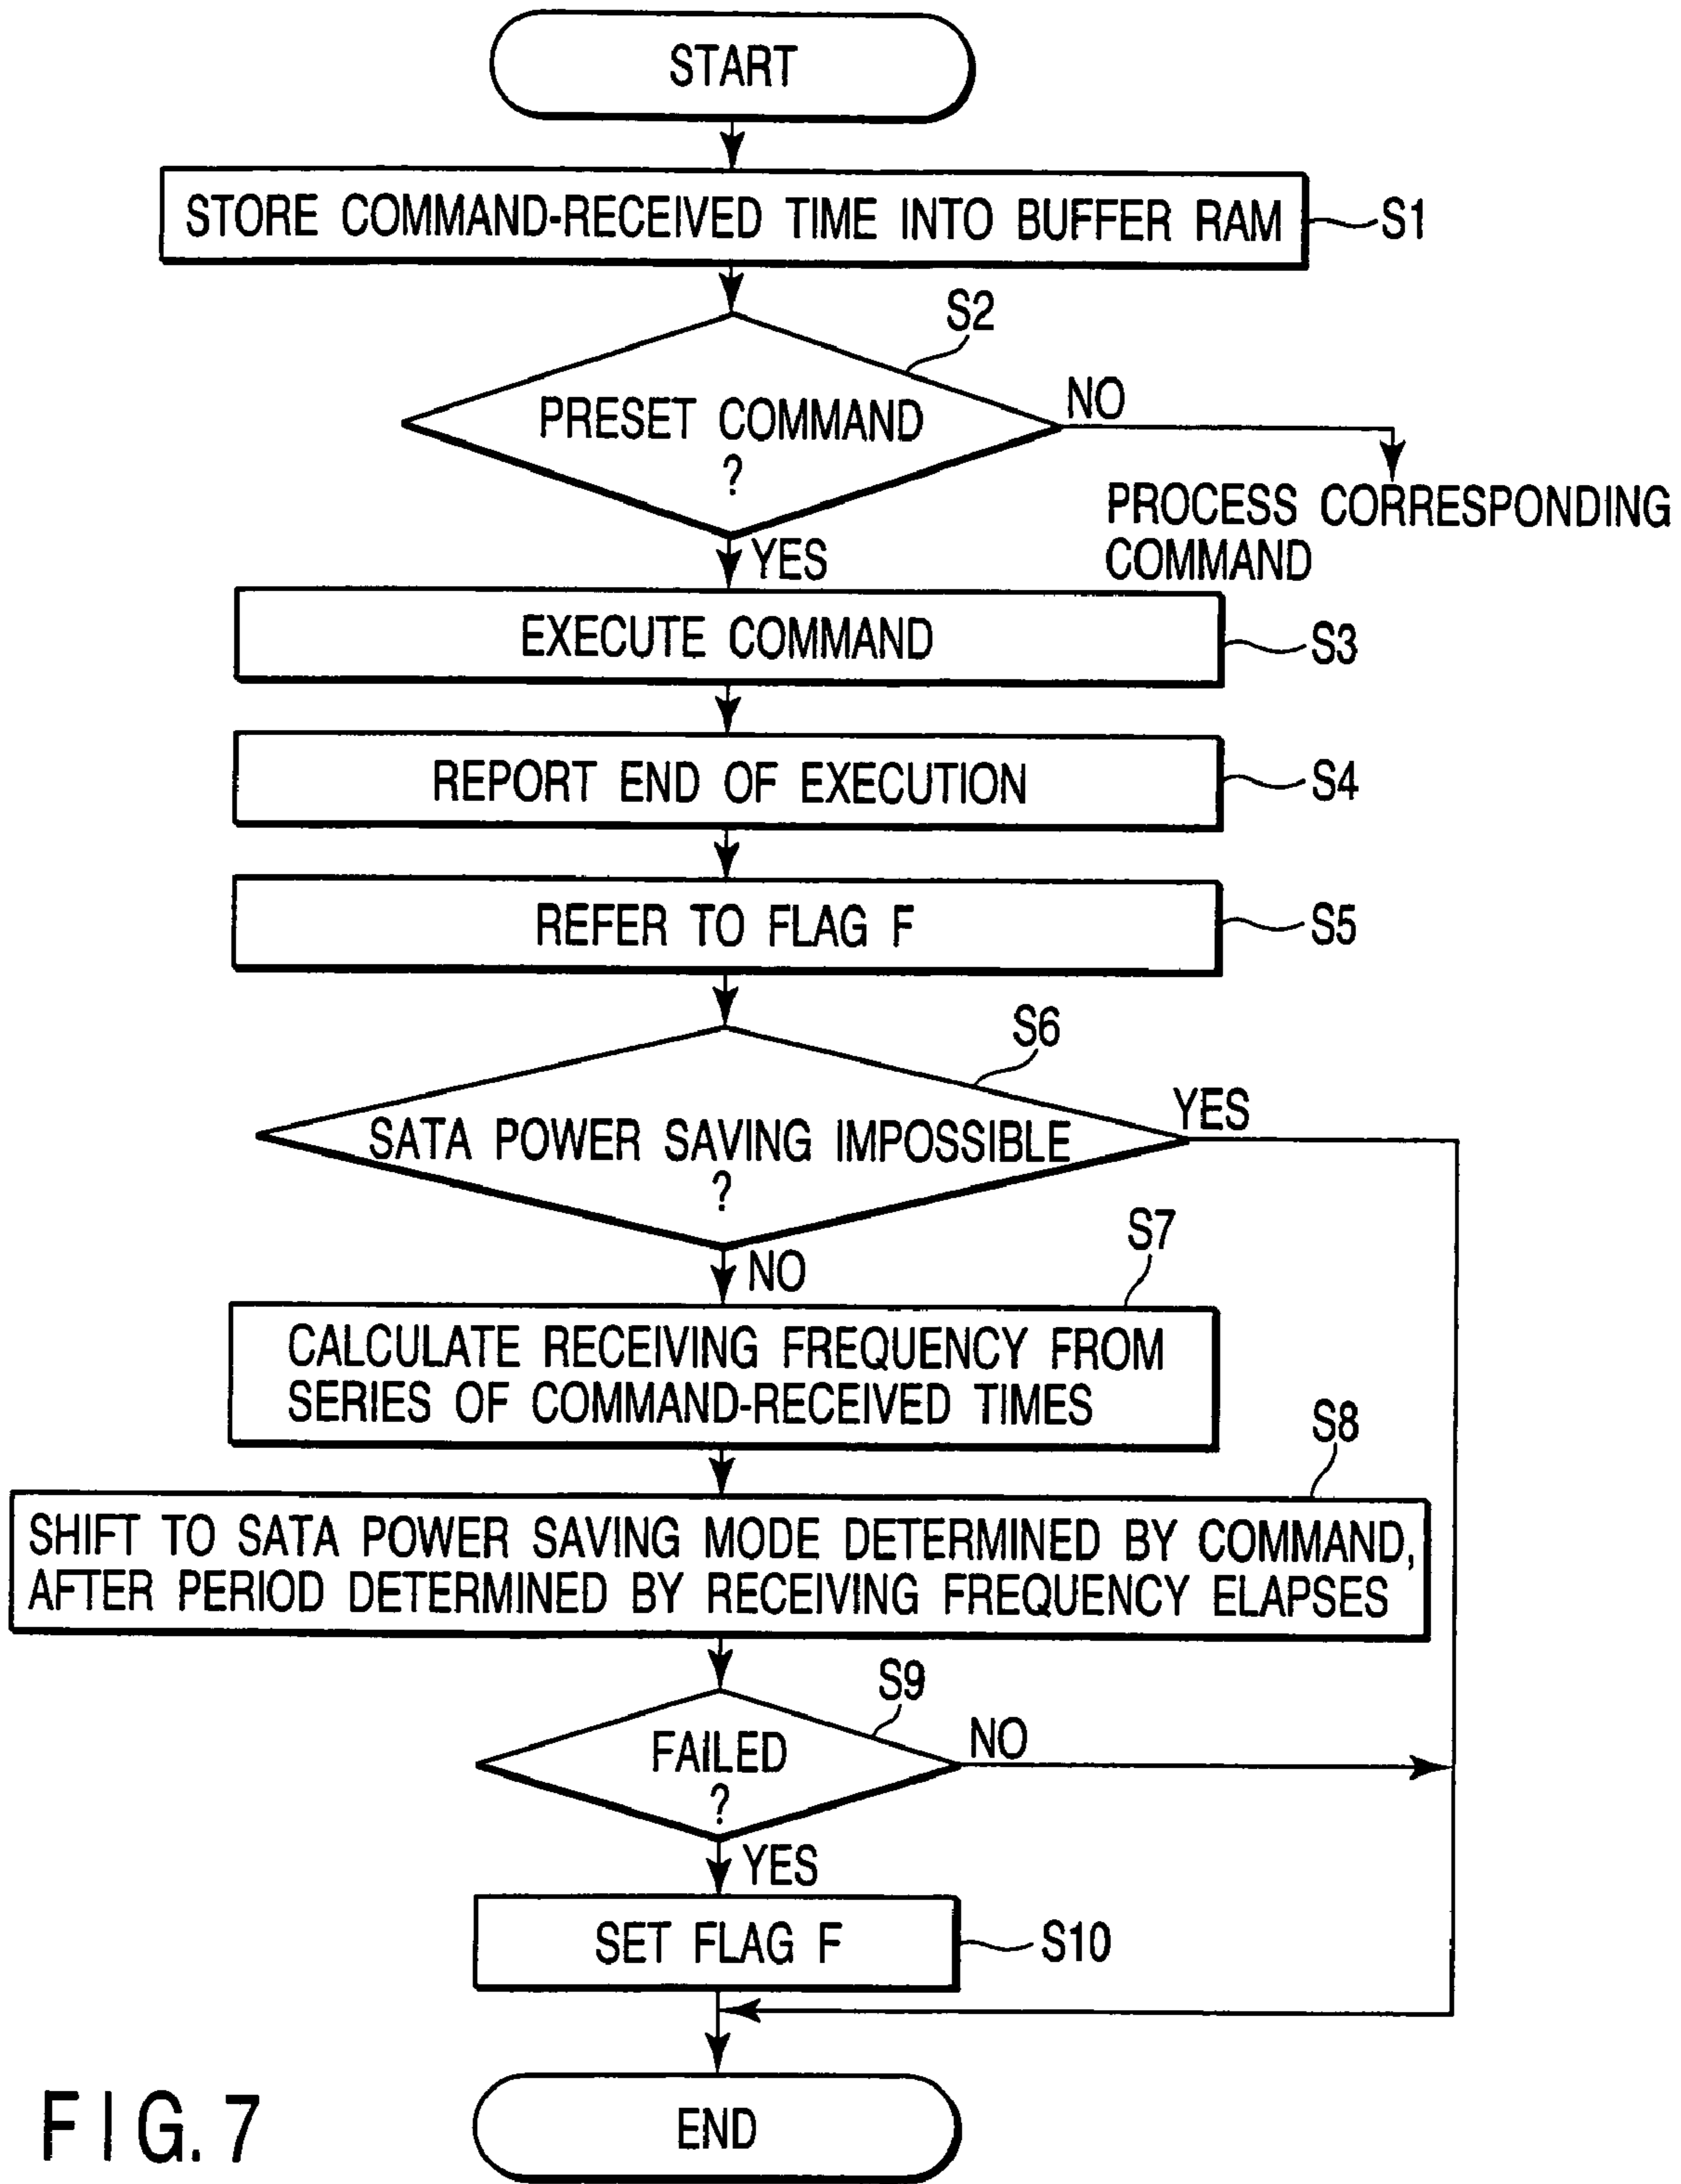 START
STORE COMMAND-RECEIVED TIME INTO BUFFER RAM
S1
S2
PRESET COMMAND
?
NO
PROCESS CORRESPONDING
COMMAND
YES
EXECUTE COMMAND
S3
REPORT END OF EXECUTION
S4
REFER TO FLAG F
S5
S6
SATA POWER SAVING IMPOSSIBLE
?
YES
NO
S7
CALCULATE RECEIVING FREQUENCY FROM
SERIES OF COMMAND-RECEIVED TIMES
S8
SHIFT TO SATA POWER SAVING MODE DETERMINED BY COMMAND,
AFTER PERIOD DETERMINED BY RECEIVING FREQUENCY ELAPSES
S9
FAILED
?
NO
YES
SET FLAG F
S10
END
FIG. 7